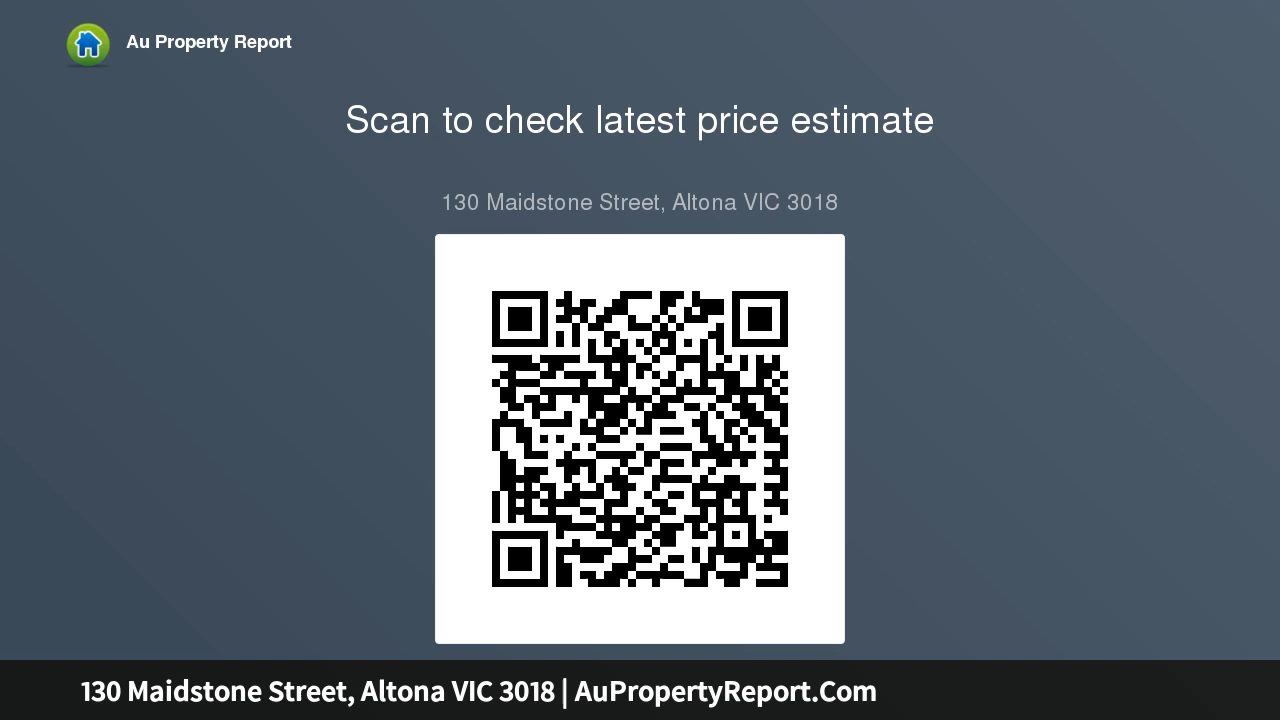 Au Property Report
Scan to check latest price estimate
130 Maidstone Street, Altona VIC 3018
130 Maidstone Street, Altona VIC 3018 | AuPropertyReport.Com